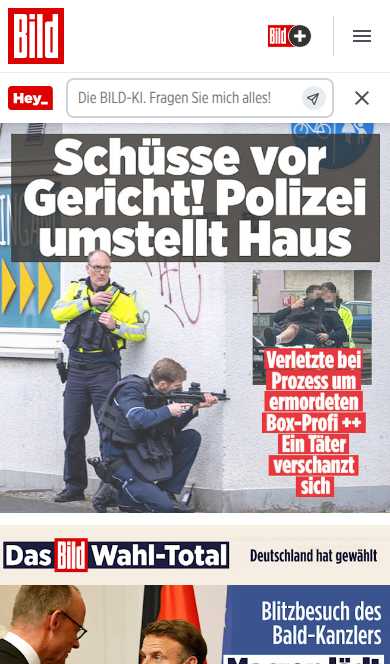 Bild
Bild
Hey_
Die BILD-KI. Fragen Sie mich alles!
Schüsse vor
Gericht! Polizei
umstellt Haus
Verletzte bei
Prozess um
ermordeten
Box-Profi ++
Ein Täter
verschanzt
sich
Das Bild Wahl-Total
Deutschland hat gewählt
Blitzbesuch des
Bald-Kanzlers